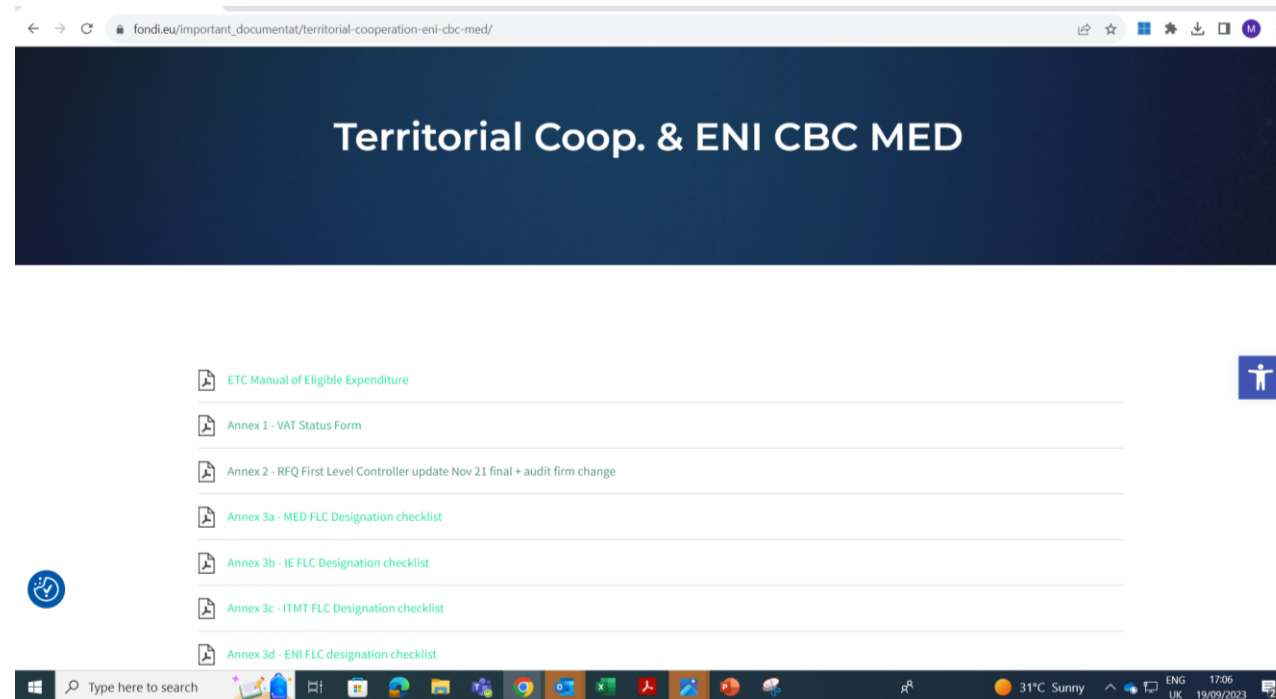 fondi.eu/important_documentat/territorial-cooperation-eni-cbc-med/
M
Territorial Coop. & ENI CBC MED
ETC Manual of Eligible Expenditure
Annex 1 - VAT Status Form
Annex 2 - RFQ First Level Controller update Nov 21 final + audit firm change
Annex 3a - MED FLC Designation checklist
Annex 3b - IE FLC Designation checklist
Annex 3c - ITMT FLC Designation checklist
Annex 3d - ENI FLC designation checklist
Type here to search
31°C Sunny
ENG
UK
17:06
19/09/2023